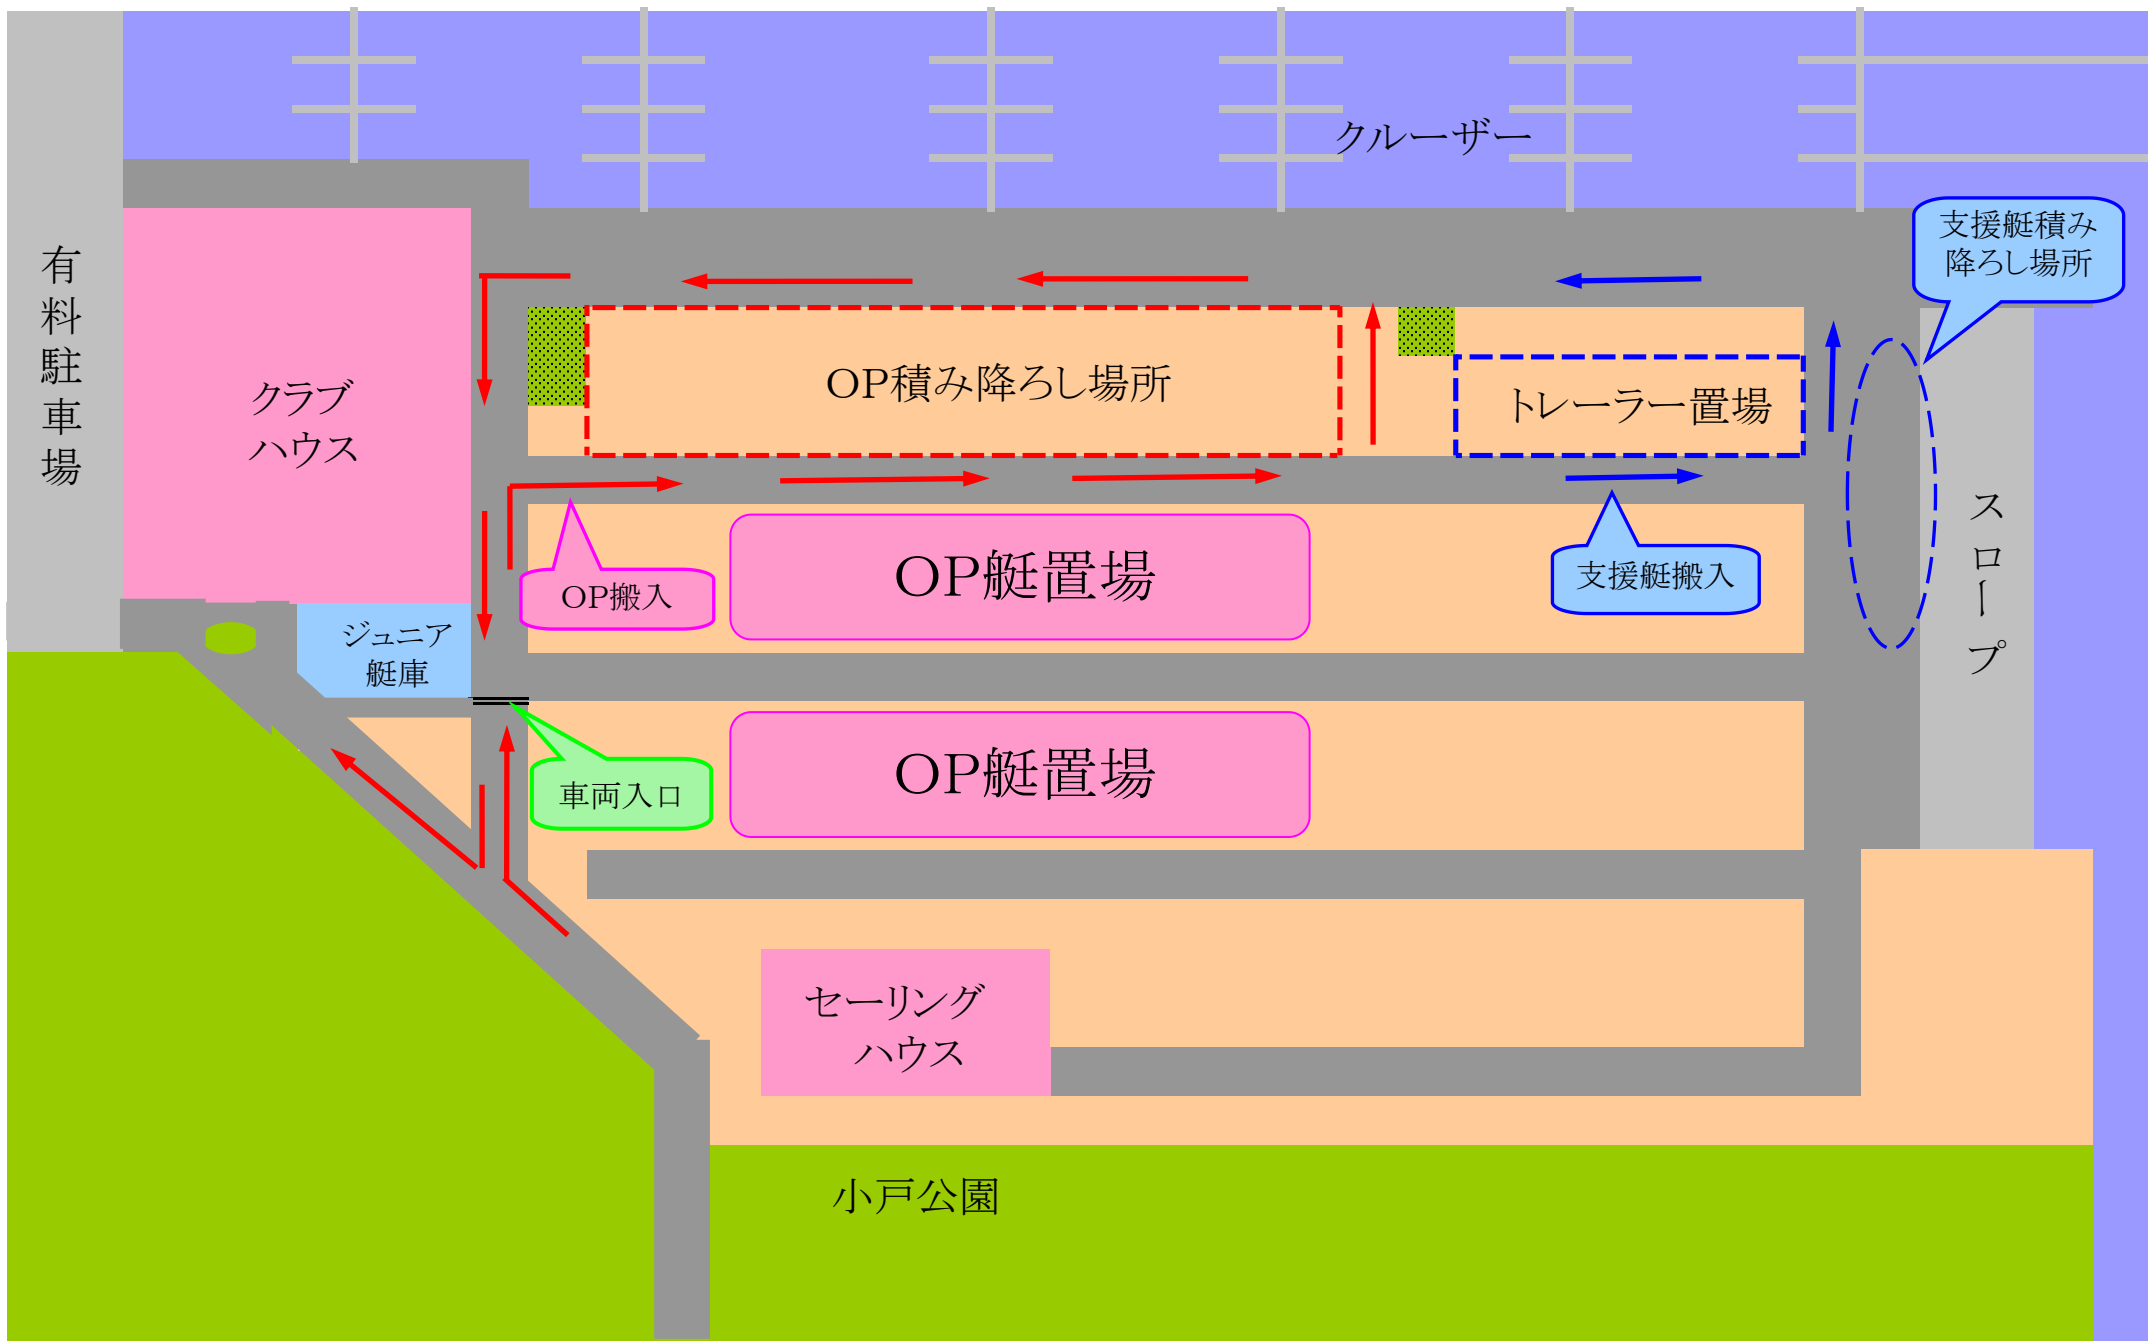 クルーザー
支援艇積み
降ろし場所
有料駐車場
クラブ
ハウス
OP積み降ろし場所
トレーラー置場
スロープ
OP搬入
OP艇置場
支援艇搬入
ジュニア
艇庫
車両入口
OP艇置場
セーリング
ハウス
小戸公園